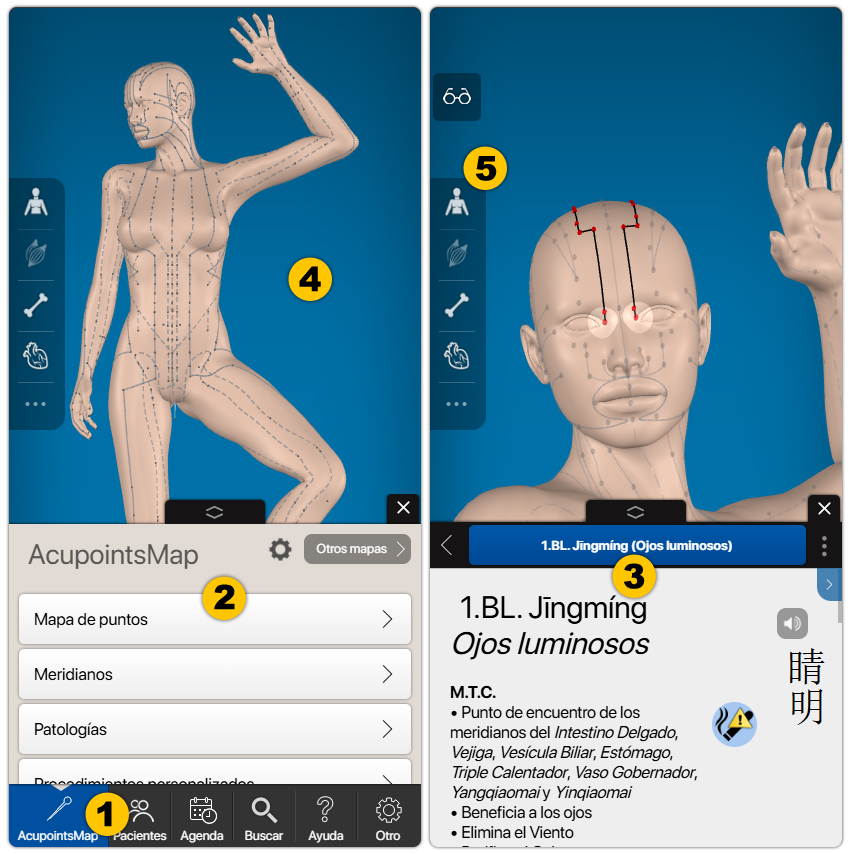 4
AcupointsMap
Otros mapas
2
Mapa de puntos
Meridianos
Patologías
Procedimientos personalizados
1
AcupointsMap
Pacientes
Agenda
Buscar
Ayuda
Otro
5
1.BL. Jīngmíng (Ojos luminosos)
3
1.BL. Jīngmíng
Ojos luminosos
睛明
M.T.C.
• Punto de encuentro de los
meridianos del Intestino Delgado,
Vejiga, Vesícula Biliar, Estómago,
Triple Calentador, Vaso Gobernador,
Yangqiaomai y Yinqiaomai
• Beneficia a los ojos
• Elimina el Viento